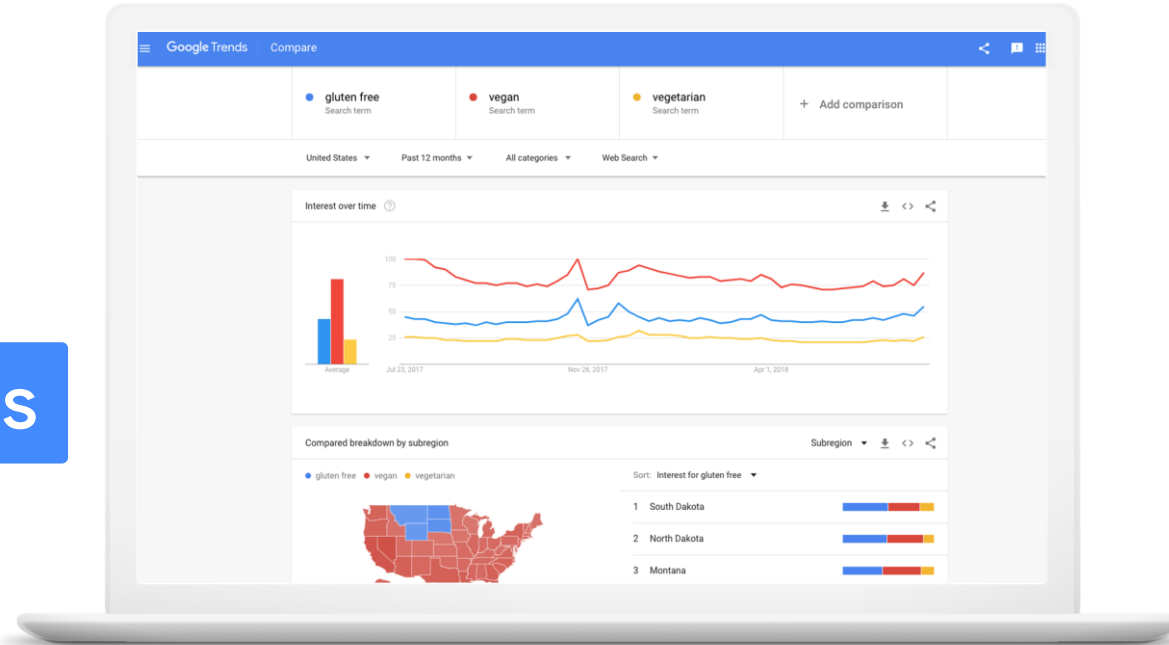 Google Trends Compare
gluten free
Search term
vegan
Search term
vegetarian
Search term
+ Add comparison
United States
Past 12 months
All categories
Web Search
Interest over time
100
75
50
25
Average
Jul 23, 2017
Nov 26, 2017
Apr 1, 2018
s
Compared breakdown by subregion
Subregion
gluten free vegan vegetarian
Sort: Interest for gluten free
1 South Dakota
2 North Dakota
3 Montana